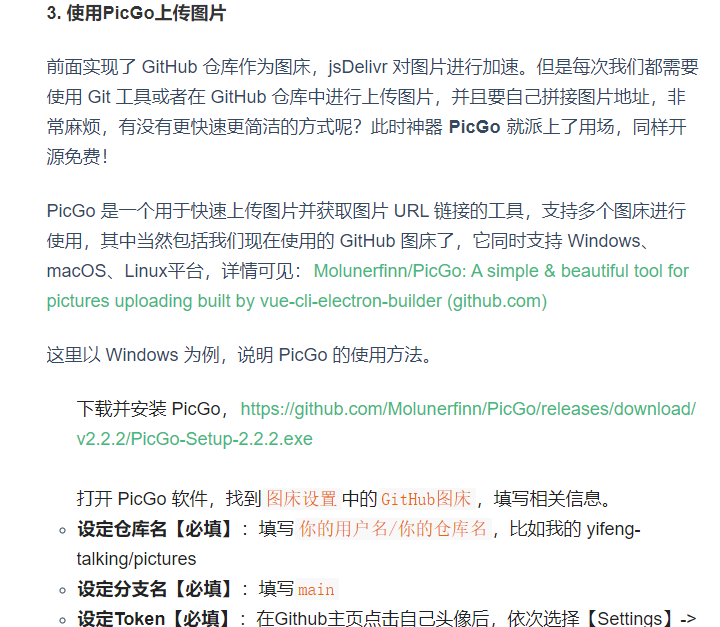 3. 使用PicGo上传图片
前面实现了 GitHub 仓库作为图床，jsDelivr 对图片进行加速。但是每次我们都需要
使用 Git 工具或者在 GitHub 仓库中进行上传图片，并且要自己拼接图片地址，非
常麻烦，有没有更快速更简洁的方式呢？此时神器 PicGo 就派上了用场，同样开
源免费！
PicGo 是一个用于快速上传图片并获取图片 URL 链接的工具，支持多个图床进行
使用，其中当然包括我们现在使用的 GitHub 图床了，它同时支持 Windows、
macOS、Linux平台，详情可见：Molunerfinn/PicGo: A simple & beautiful tool for
pictures uploading built by vue-cli-electron-builder (github.com)
这里以 Windows 为例，说明 PicGo 的使用方法。
下载并安装 PicGo，https://github.com/Molunerfinn/PicGo/releases/download/
v2.2.2/PicGo-Setup-2.2.2.exe
打开 PicGo 软件，找到 图床设置 中的 GitHub图床 ，填写相关信息。
设定仓库名【必填】：填写 你的用户名/你的仓库名 ，比如我的 yifeng-
talking/pictures
设定分支名【必填】：填写 main
设定Token【必填】：在Github主页点击自己头像后，依次选择【Settings】->